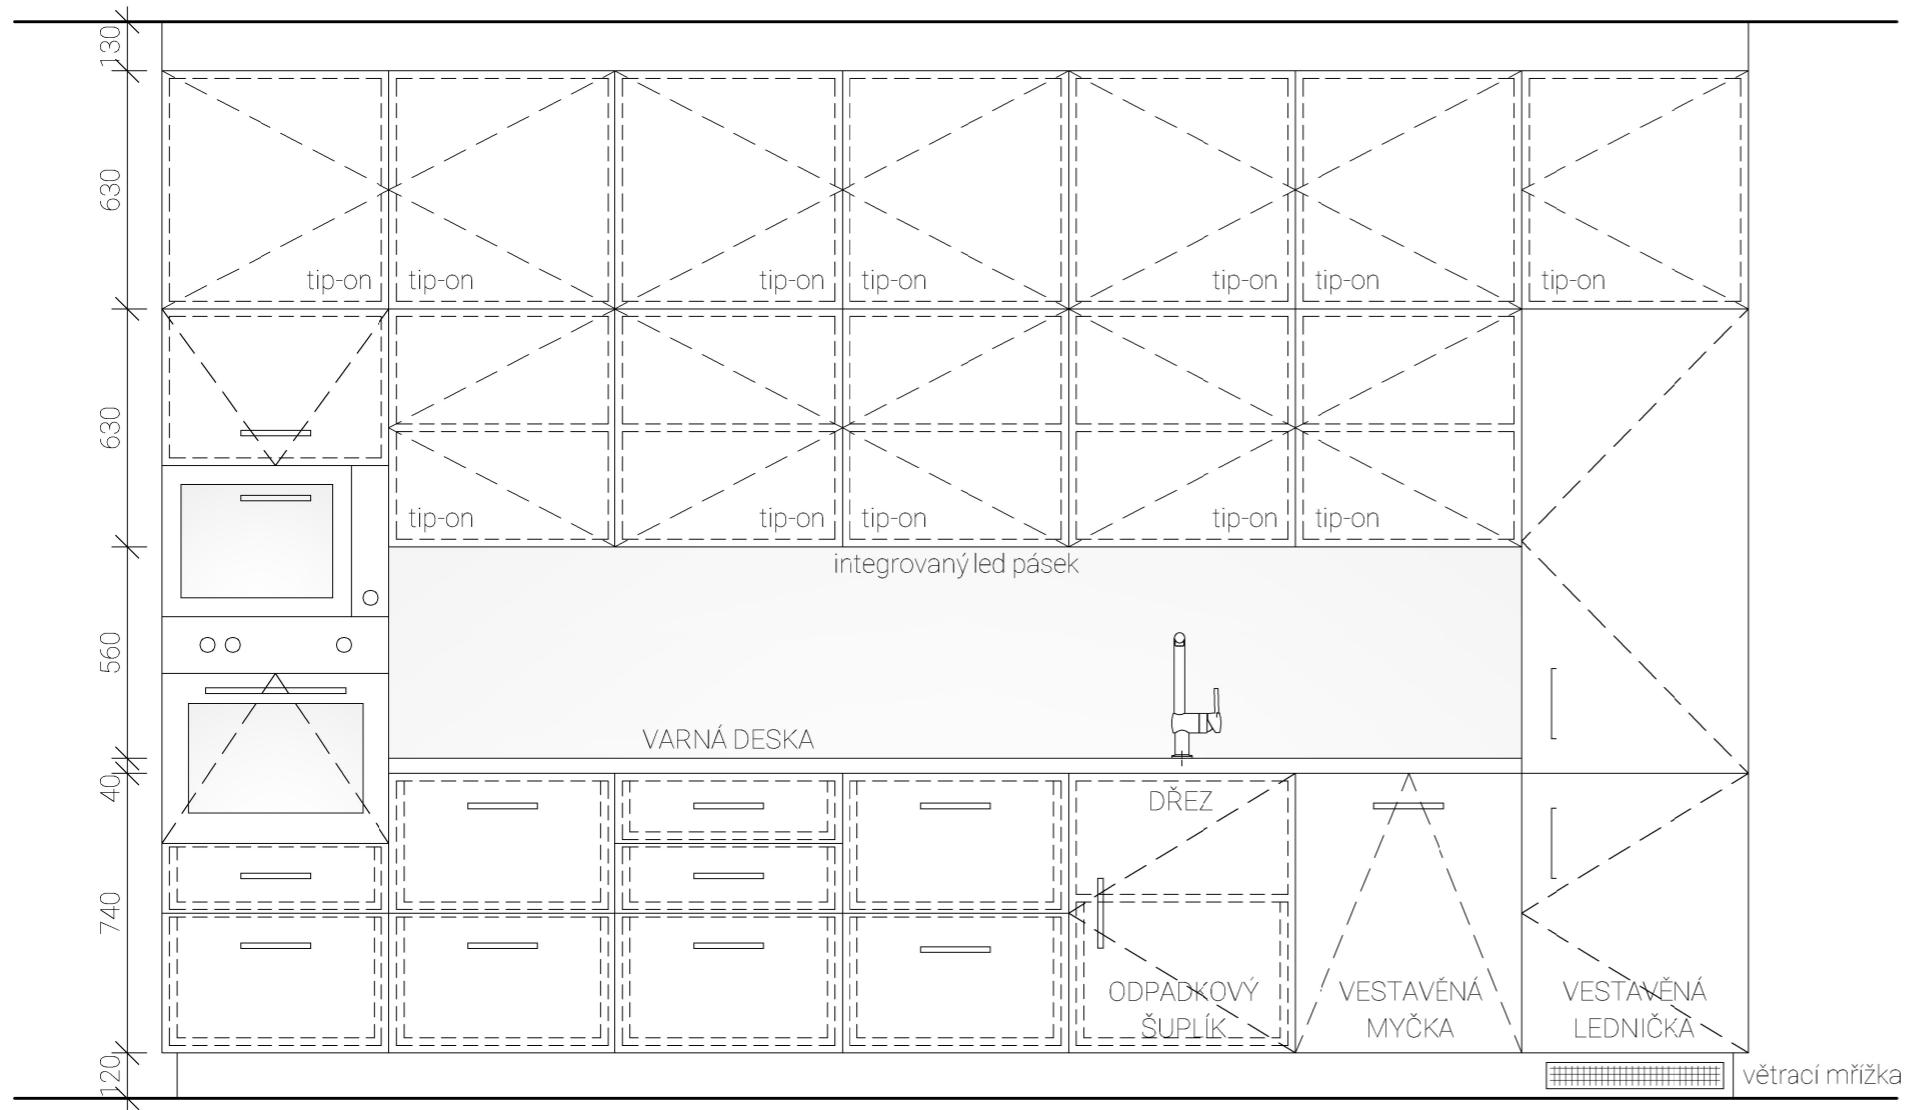 130
630
tip-on tip-on tip-on tip-on tip-on tip-on tip-on
630
tip-on tip-on tip-on tip-on tip-on
integrovaný led pásek
560
VARNÁ DESKA
40
DŘEZ
740
ODPADKOVÝ
ŠUPLÍK
VESTAVĚNÁ
MYČKA
VESTAVĚNÁ
LEDNIČKA
120
větrací mřížka